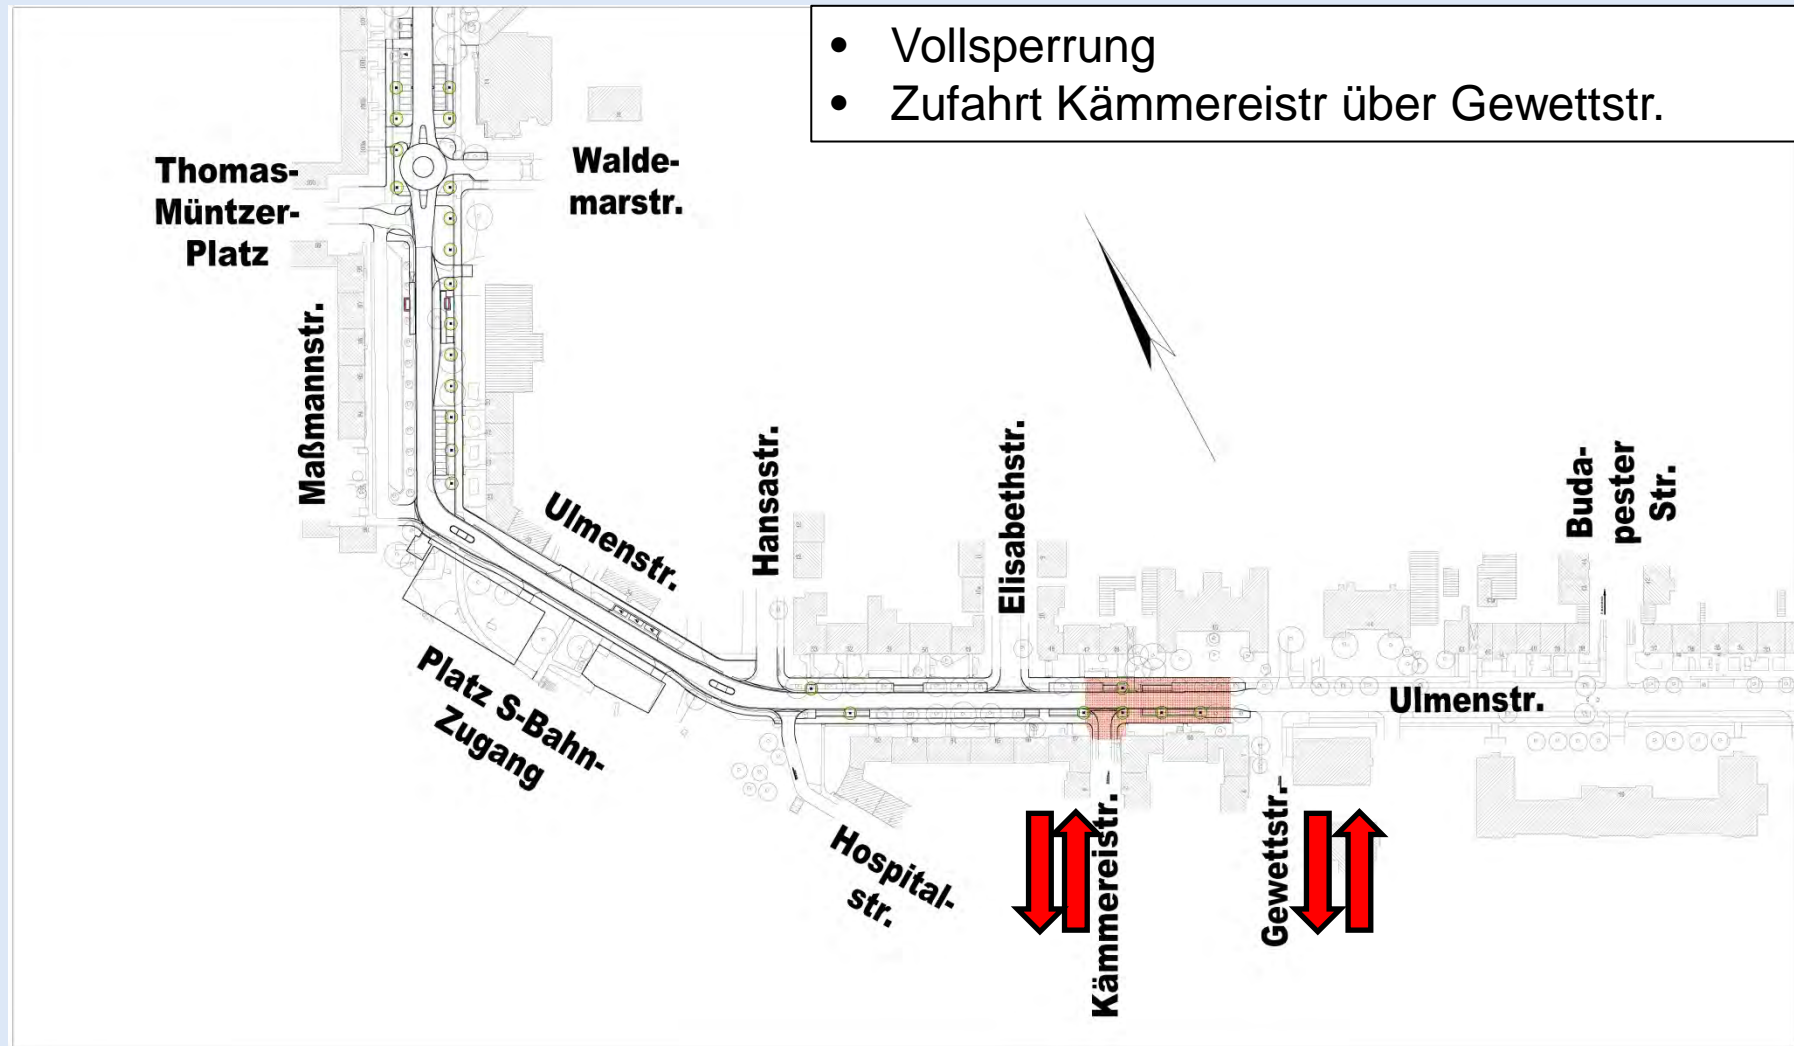 • Vollsperrung
• Zufahrt Kämmereistr über Gewettstr.
Thomas-
Müntzer-
Platz
Walde-
marstr.
Maßmannstr.
Ulmenstr.
Hansastr.
Elisabethstr.
Buda-
pester
Str.
Platz S-Bahn-
Zugang
Ulmenstr.
Hospital-
str.
Kämmereistr.
Gewettstr.